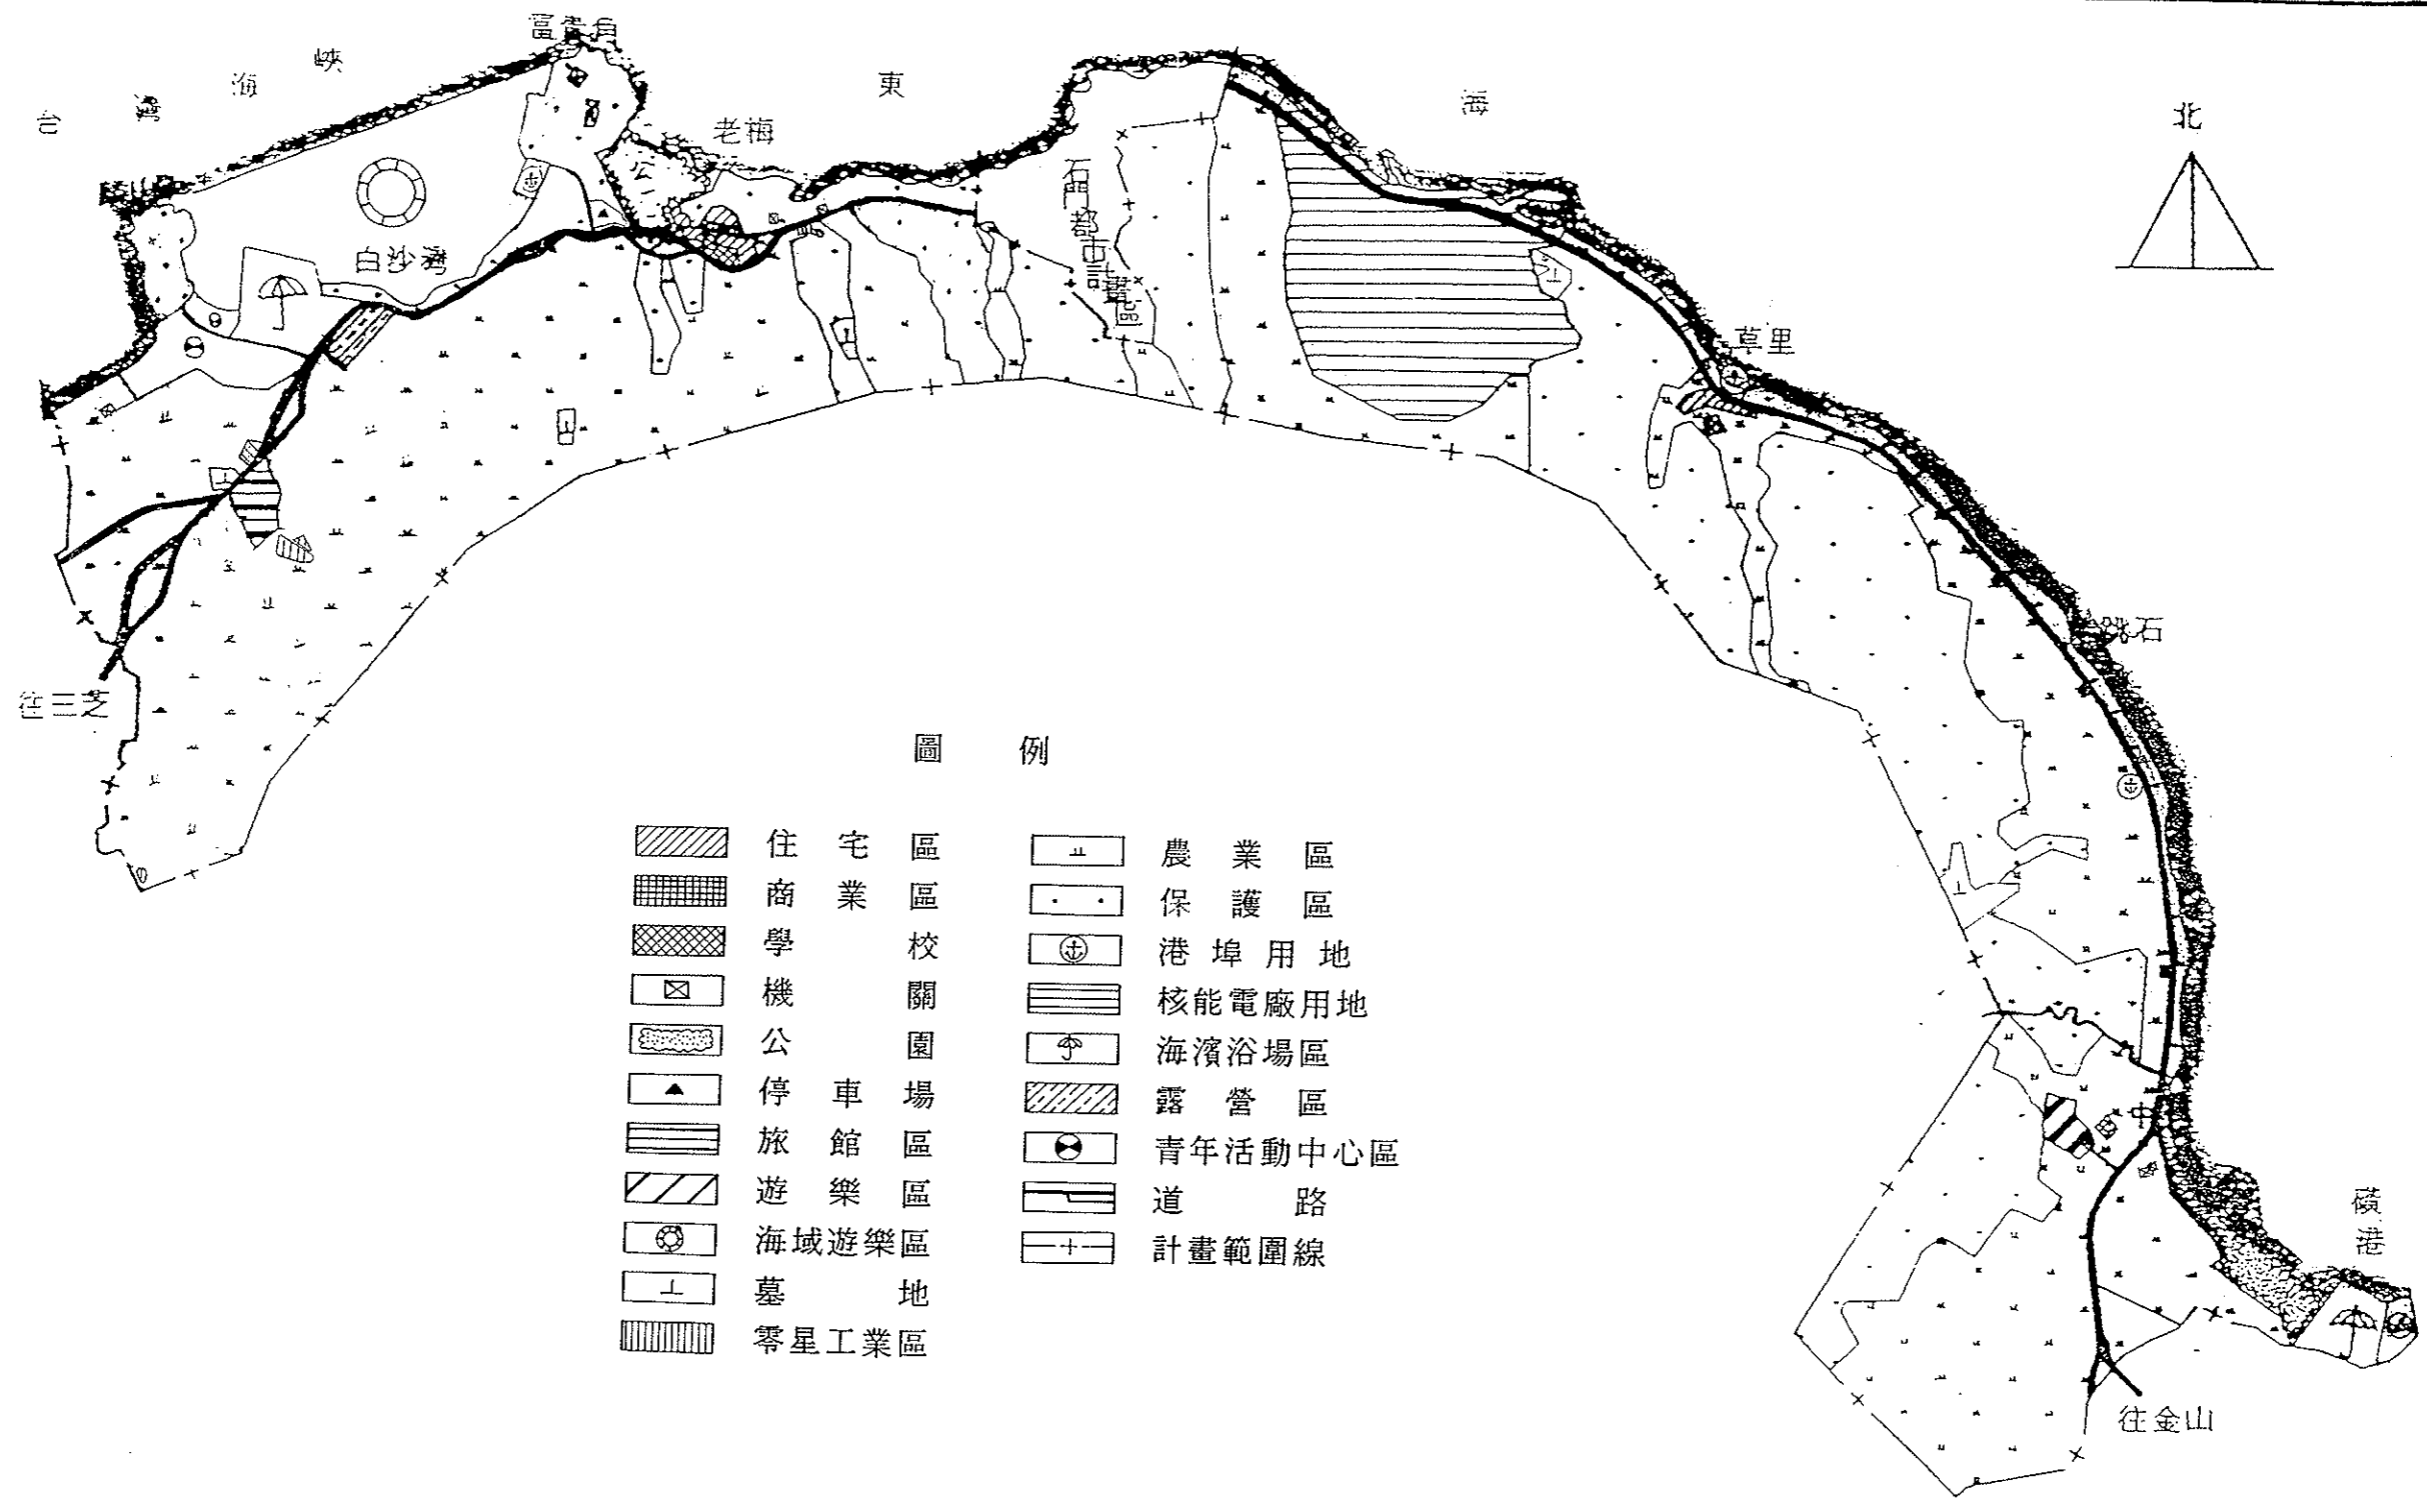 富貴角
台灣海峽
東海
北
老梅
公一
石門都市計畫區
白沙灣
草里
跳石
往三芝
磺港
往金山
圖例
住宅區
商業區
學校
機關
公園
停車場
旅館區
遊樂區
海域遊樂區
墓地
零星工業區
農業區
保護區
港埠用地
核能電廠用地
海濱浴場區
露營區
青年活動中心區
道路
計畫範圍線